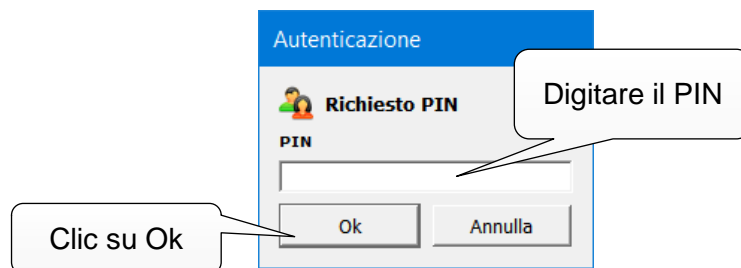 Autenticazione
Richiesto PIN
Digitare il PIN
PIN
Clic su Ok
Ok
Annulla